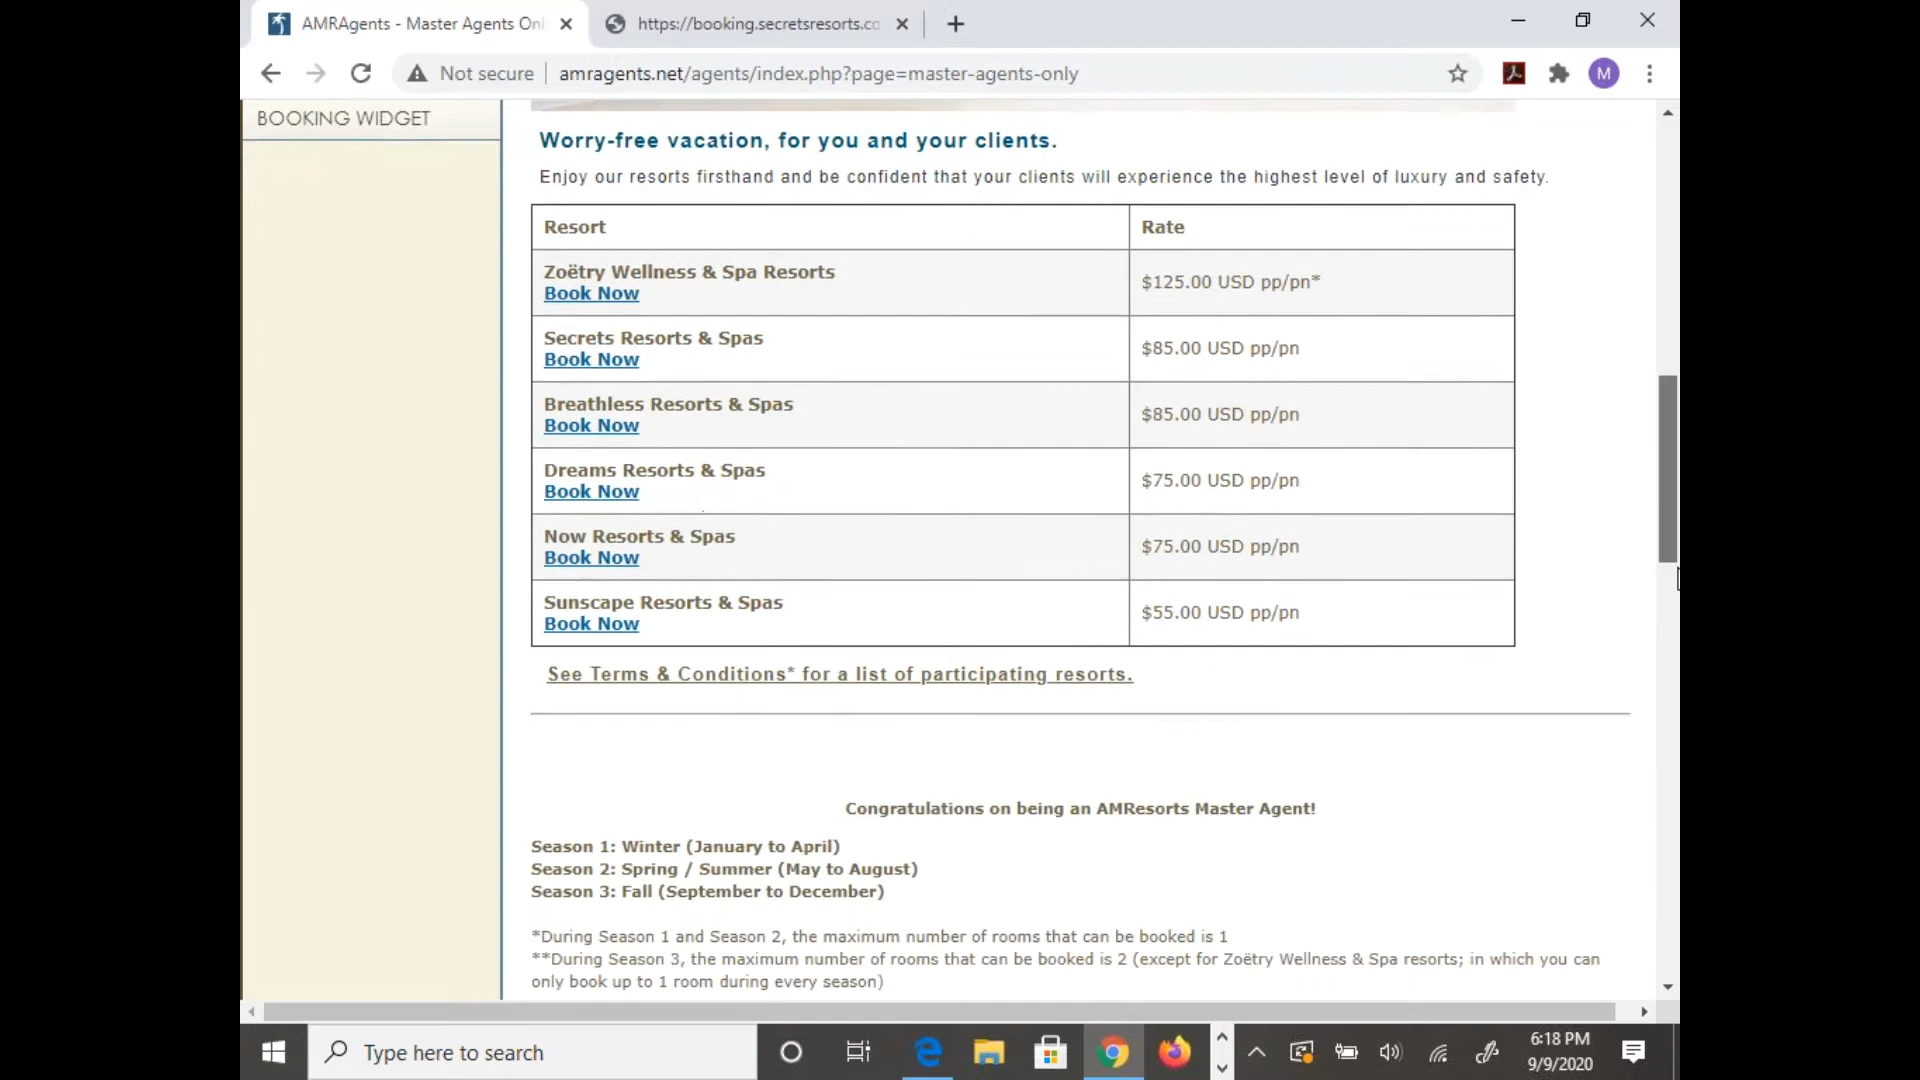 AMRAgents - Master Agents Onl
https://booking.secretsresorts.co
Not secure
amragents.net/agents/index.php?page=master-agents-only
M
BOOKING WIDGET
Worry-free vacation, for you and your clients.
Enjoy our resorts firsthand and be confident that your clients will experience the highest level of luxury and safety.
Resort Rate
Zoëtry Wellness & Spa Resorts
Book Now
$125.00 USD pp/pn*
Secrets Resorts & Spas
Book Now
$85.00 USD pp/pn
Breathless Resorts & Spas
Book Now
$85.00 USD pp/pn
Dreams Resorts & Spas
Book Now
$75.00 USD pp/pn
Now Resorts & Spas
Book Now
$75.00 USD pp/pn
Sunscape Resorts & Spas
Book Now
$55.00 USD pp/pn
See Terms & Conditions* for a list of participating resorts.
Congratulations on being an AMResorts Master Agent!
Season 1: Winter (January to April)
Season 2: Spring / Summer (May to August)
Season 3: Fall (September to December)
*During Season 1 and Season 2, the maximum number of rooms that can be booked is 1
**During Season 3, the maximum number of rooms that can be booked is 2 (except for Zoëtry Wellness & Spa resorts; in which you can
only book up to 1 room during every season)
Type here to search
6:18 PM
9/9/2020